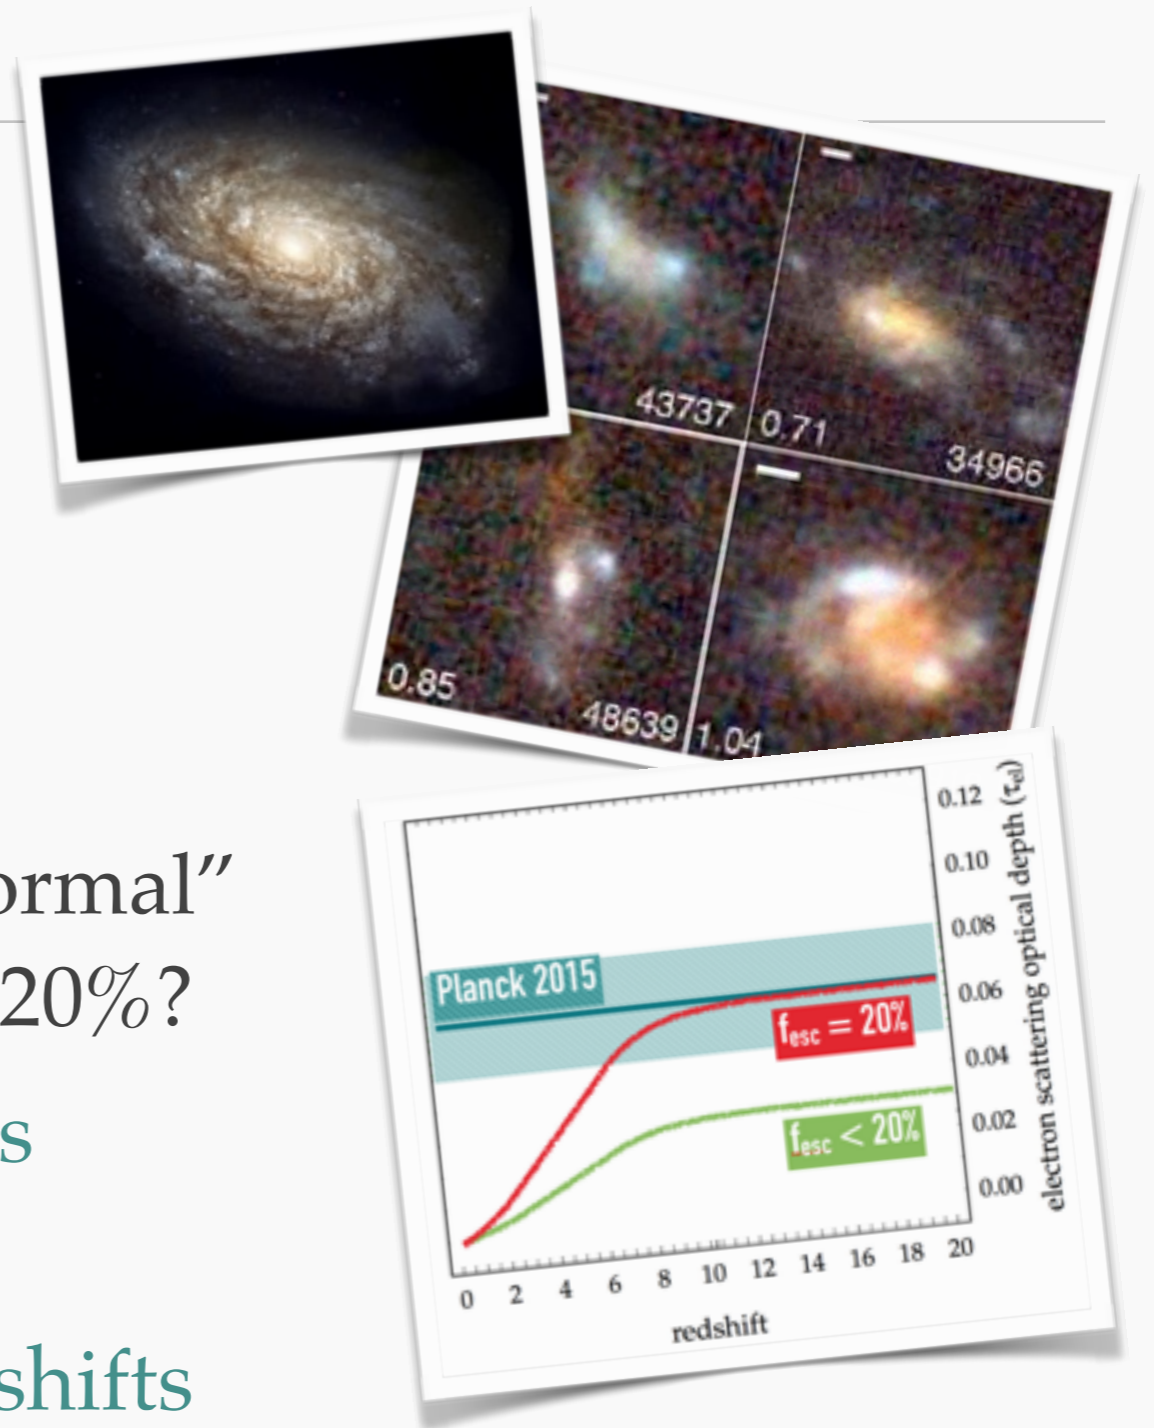 43737
0.71
34966
0.85
48639
1.04
ormal”
20%?
s
shifts
Planck 2015
fesc = 20%
fesc < 20%
0.12
0.10
0.08
0.06
0.04
0.02
0.00
electron scattering optical depth (τel)
0 2 4 6 8 10 12 14 16 18 20
redshift